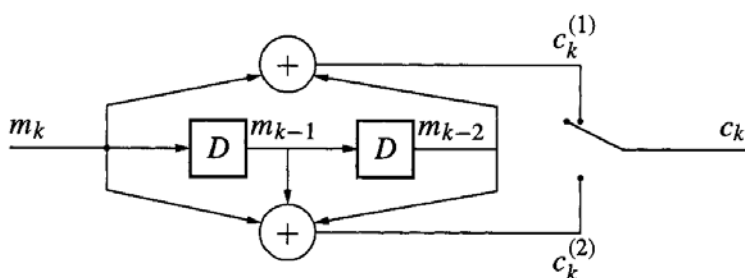 c_k^{(1)}
+
m_k
D
m_{k-1}
D
m_{k-2}
c_k
+
c_k^{(2)}